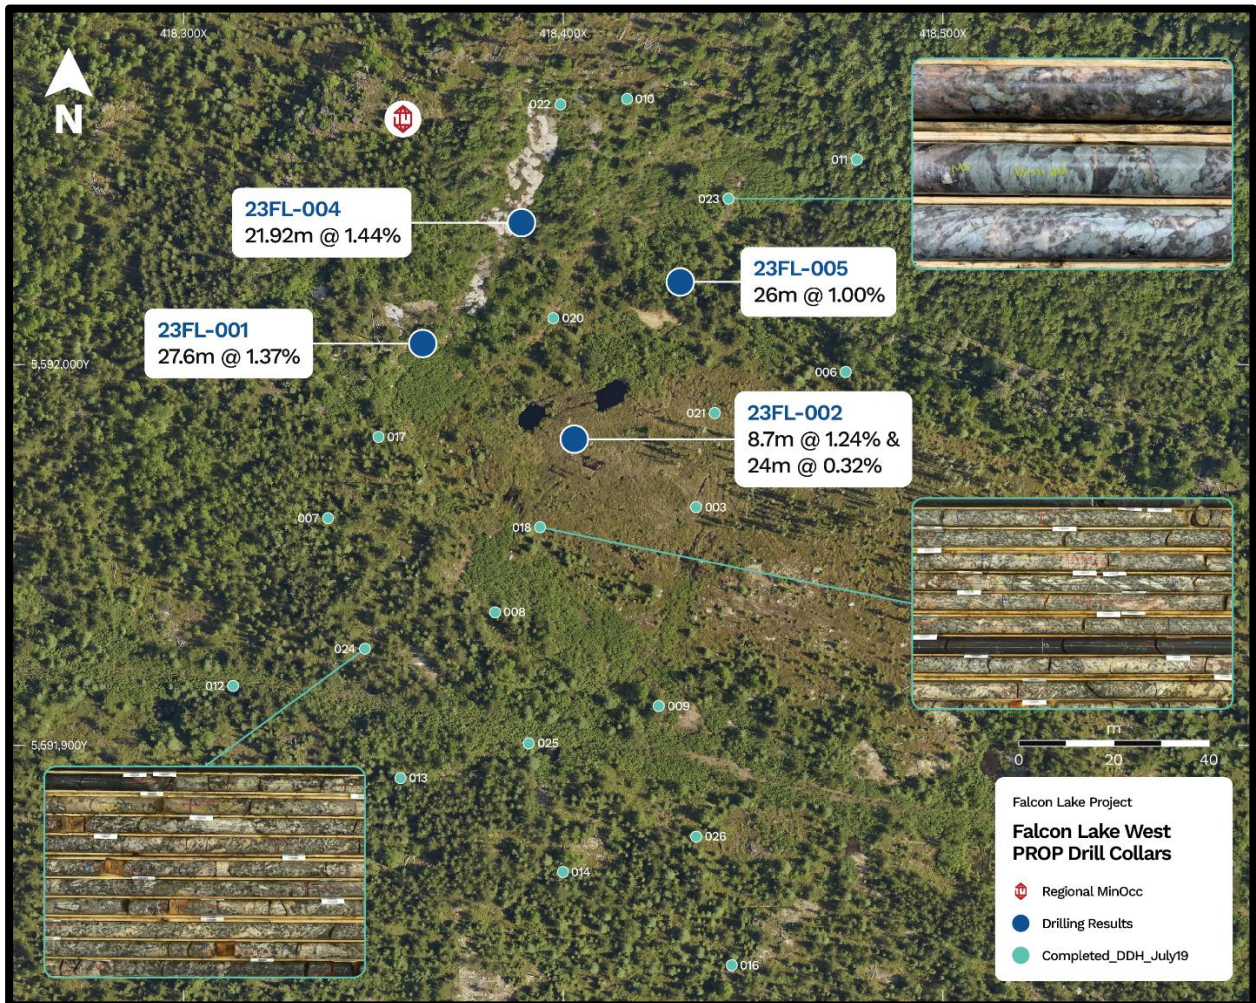 418,300X
418,400X
418,500X
N
022
010
011
023
23FL-004
21.92m @ 1.44%
23FL-005
26m @ 1.00%
020
23FL-001
27.6m @ 1.37%
5,592,000Y
006
021
23FL-002
8.7m @ 1.24% &
24m @ 0.32%
017
003
007
018
008
024
012
009
5,591,900Y
025
m
0
20
40
013
026
014
016
Falcon Lake Project
Falcon Lake West
PROP Drill Collars
Regional MinOcc
Drilling Results
Completed_DDH_July19